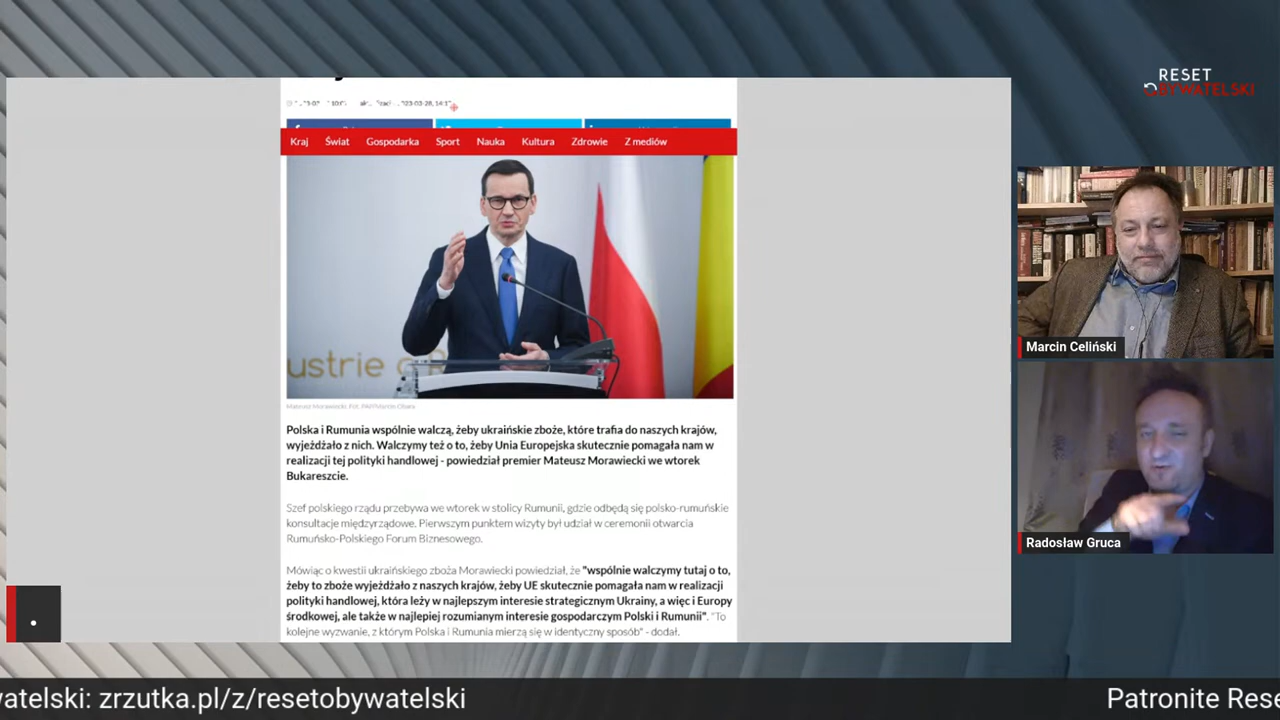 RESET
OBYWATELSKI
Kraj Świat Gospodarka Sport Nauka Kultura Zdrowie Z mediów
ustrie
Mateusz Morawiecki, Fot. PAP/Marcin Obara
Polska i Rumunia wspólnie walczą, żeby ukraińskie zboże, które trafia do naszych krajów,
wyjeżdżało z nich. Walczymy też o to, żeby Unia Europejska skutecznie pomagała nam w
realizacji tej polityki handlowej - powiedział premier Mateusz Morawiecki we wtorek
Bukareszcie.
Szef polskiego rządu przebywa we wtorek w stolicy Rumunii, gdzie odbędą się polsko-rumuńskie
konsultacje międzyrządowe. Pierwszym punktem wizyty był udział w ceremonii otwarcia
Rumuńsko-Polskiego Forum Biznesowego.
Mówiąc o kwestii ukraińskiego zboża Morawiecki powiedział, że "wspólnie walczymy tutaj o to,
żeby to zboże wyjeżdżało z naszych krajów, żeby UE skutecznie pomagała nam w realizacji
polityki handlowej, która leży w najlepszym interesie strategicznym Ukrainy, a więc i Europy
środkowej, ale także w najlepiej rozumianym interesie gospodarczym Polski i Rumunii". "To
kolejne wyzwanie, z którym Polska i Rumunia mierzą się w identyczny sposób" - dodał.
Marcin Celiński
Radosław Gruca
.
watelski: zrzutka.pl/z/resetobywatelski
Patronite Rese